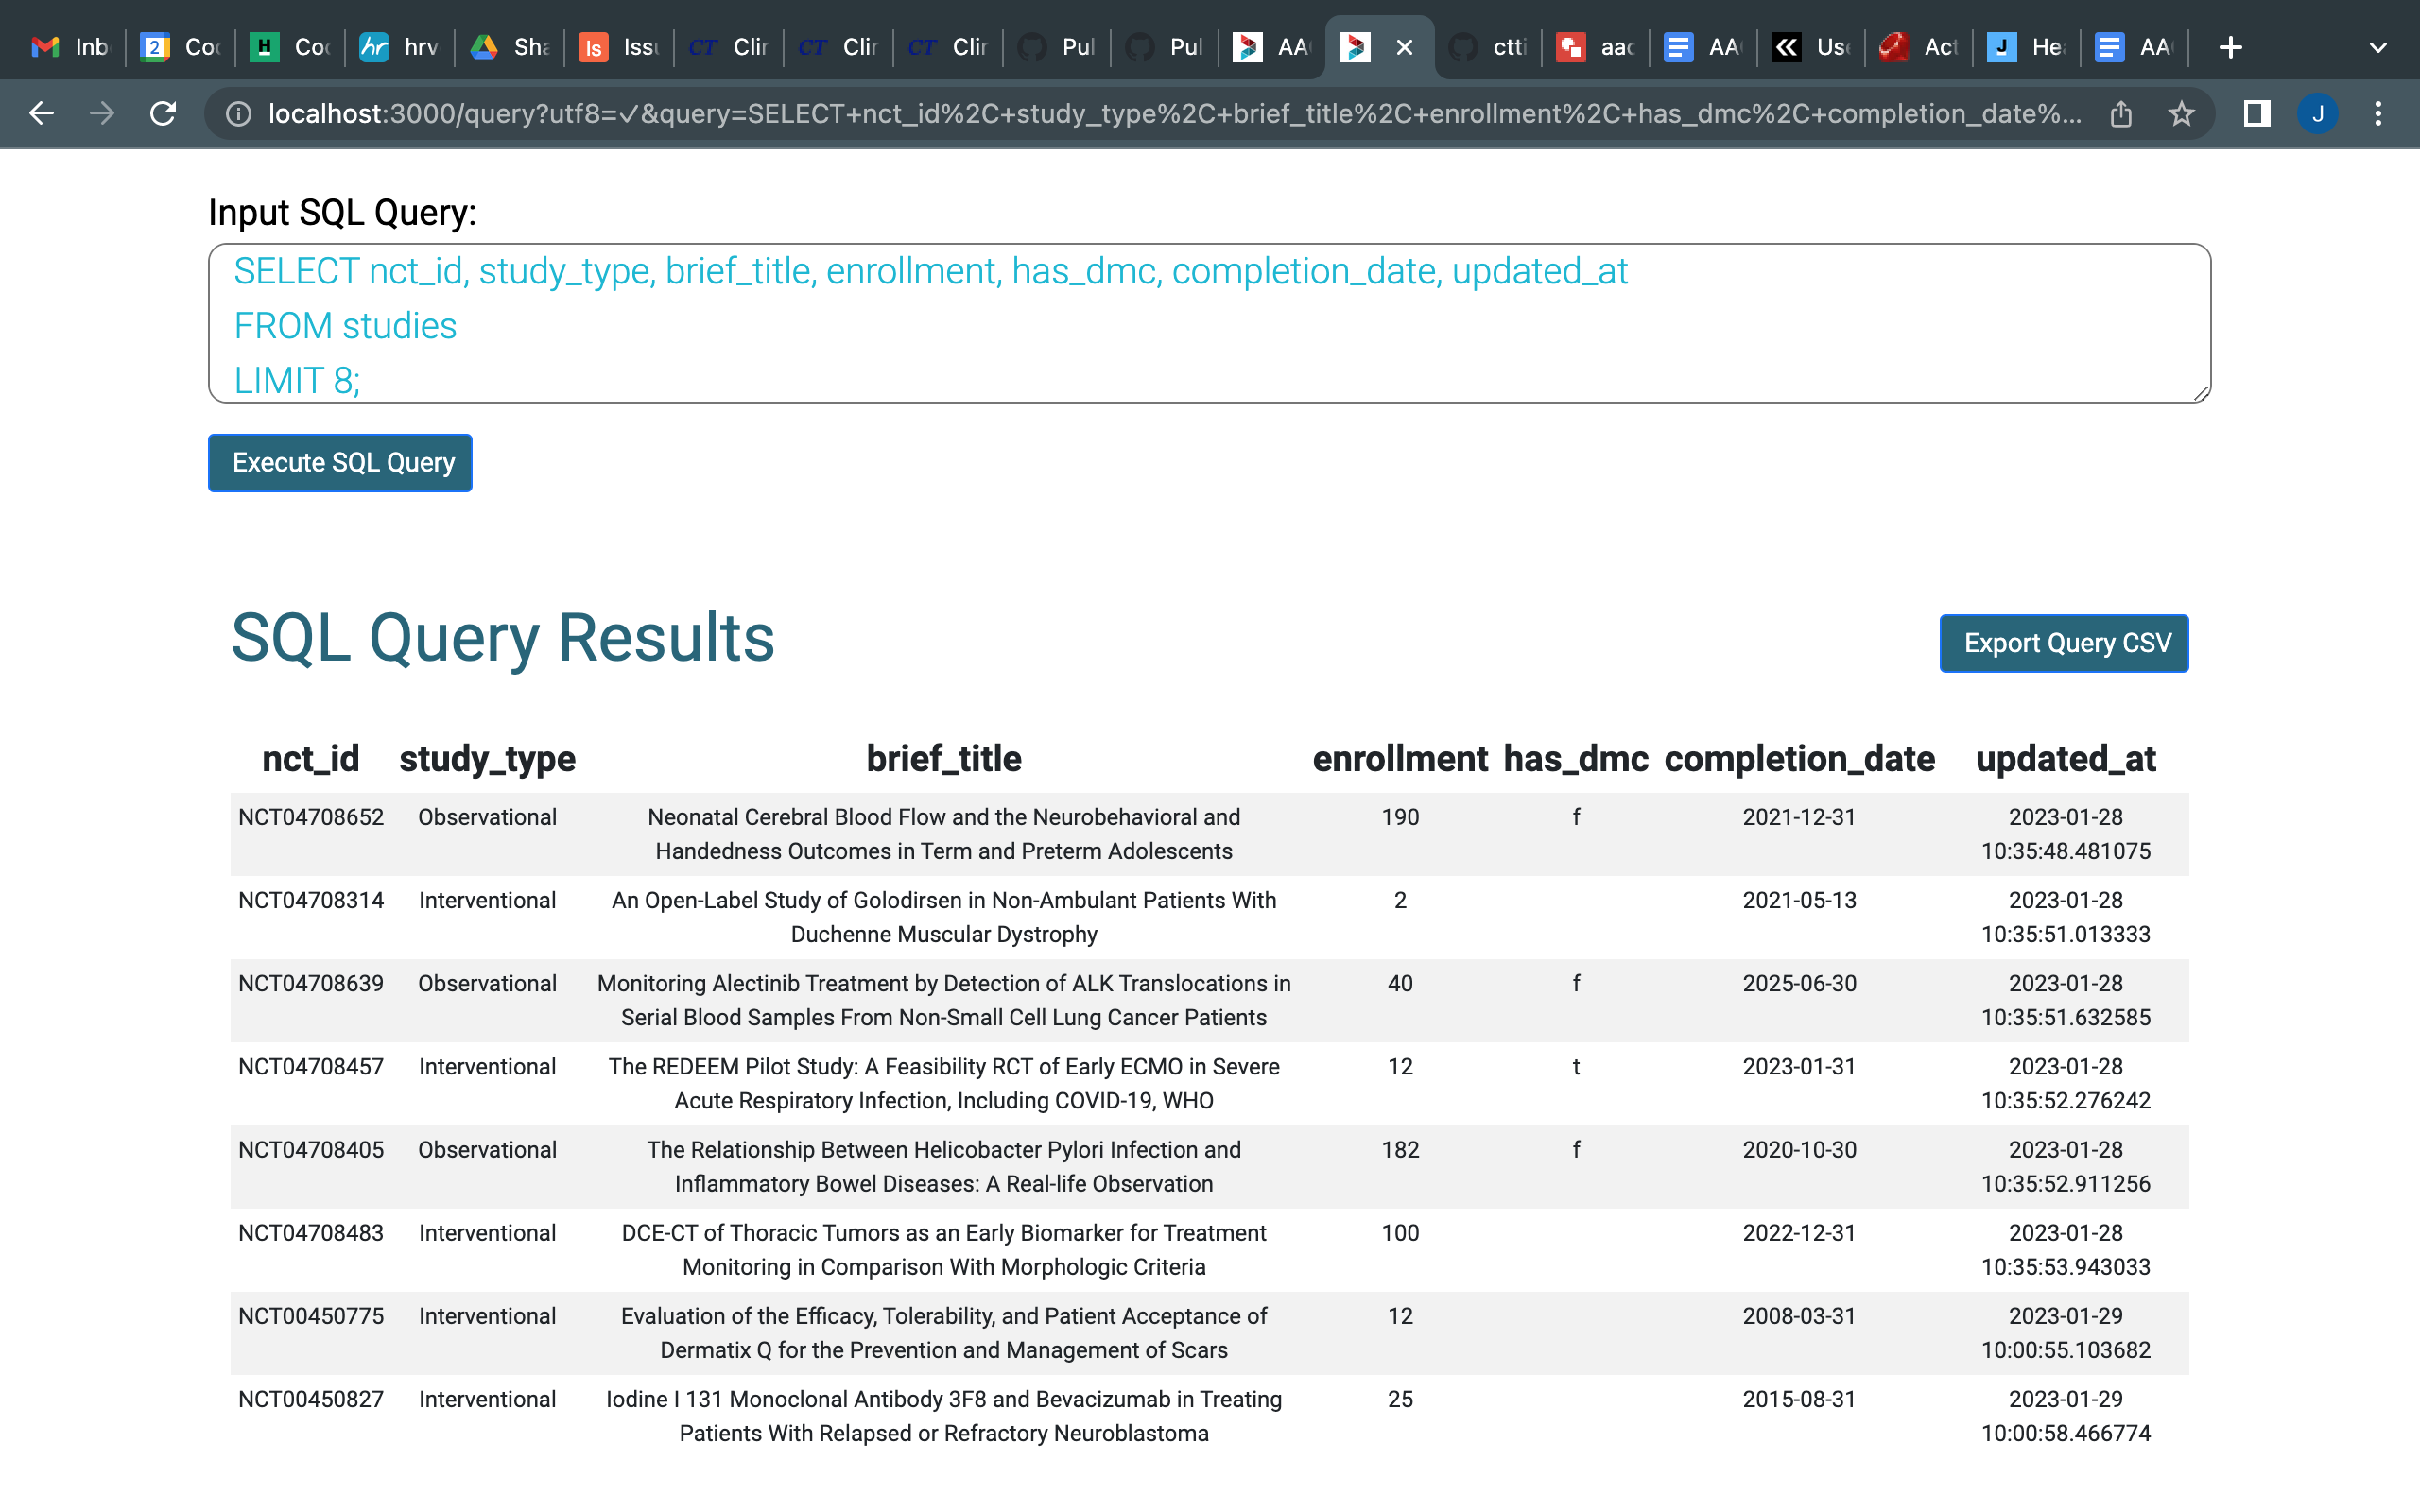 Inb Coc Coc hrv Sha Issu CT Clin CT Clin CT Clin Pul Pul AAC ctti aac AAC Use Act Hea AAC
localhost:3000/query?utf8=✓&query=SELECT+nct_id%2C+study_type%2C+brief_title%2C+enrollment%2C+has_dmc%2C+completion_date%... J
Input SQL Query:
SELECT nct_id, study_type, brief_title, enrollment, has_dmc, completion_date, updated_at
FROM studies
LIMIT 8;
Execute SQL Query
SQL Query Results
Export Query CSV
nct_id study_type brief_title enrollment has_dmc completion_date updated_at
NCT04708652 Observational Neonatal Cerebral Blood Flow and the Neurobehavioral and 190 f 2021-12-31 2023-01-28
Handedness Outcomes in Term and Preterm Adolescents 10:35:48.481075
NCT04708314 Interventional An Open-Label Study of Golodirsen in Non-Ambulant Patients With 2 2021-05-13 2023-01-28
Duchenne Muscular Dystrophy 10:35:51.013333
NCT04708639 Observational Monitoring Alectinib Treatment by Detection of ALK Translocations in 40 f 2025-06-30 2023-01-28
Serial Blood Samples From Non-Small Cell Lung Cancer Patients 10:35:51.632585
NCT04708457 Interventional The REDEEM Pilot Study: A Feasibility RCT of Early ECMO in Severe 12 t 2023-01-31 2023-01-28
Acute Respiratory Infection, Including COVID-19, WHO 10:35:52.276242
NCT04708405 Observational The Relationship Between Helicobacter Pylori Infection and 182 f 2020-10-30 2023-01-28
Inflammatory Bowel Diseases: A Real-life Observation 10:35:52.911256
NCT04708483 Interventional DCE-CT of Thoracic Tumors as an Early Biomarker for Treatment 100 2022-12-31 2023-01-28
Monitoring in Comparison With Morphologic Criteria 10:35:53.943033
NCT00450775 Interventional Evaluation of the Efficacy, Tolerability, and Patient Acceptance of 12 2008-03-31 2023-01-29
Dermatix Q for the Prevention and Management of Scars 10:00:55.103682
NCT00450827 Interventional Iodine I 131 Monoclonal Antibody 3F8 and Bevacizumab in Treating 25 2015-08-31 2023-01-29
Patients With Relapsed or Refractory Neuroblastoma 10:00:58.466774